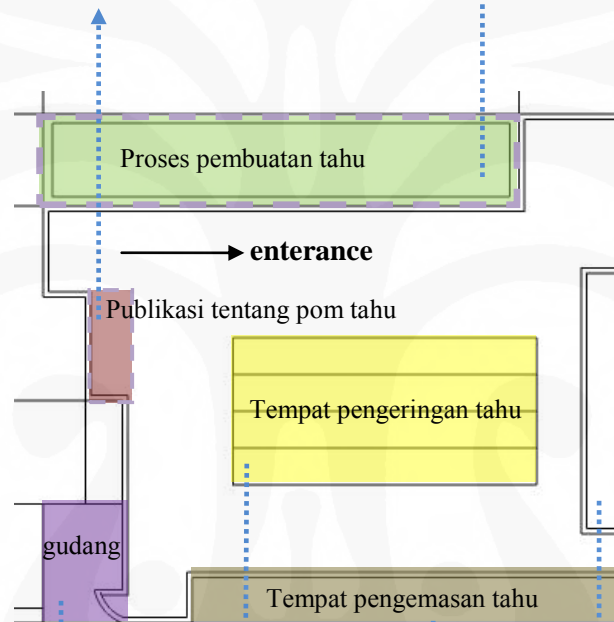 Proses pembuatan tahu
enterance
Publikasi tentang pom tahu
Tempat pengeringan tahu
gudang
Tempat pengemasan tahu